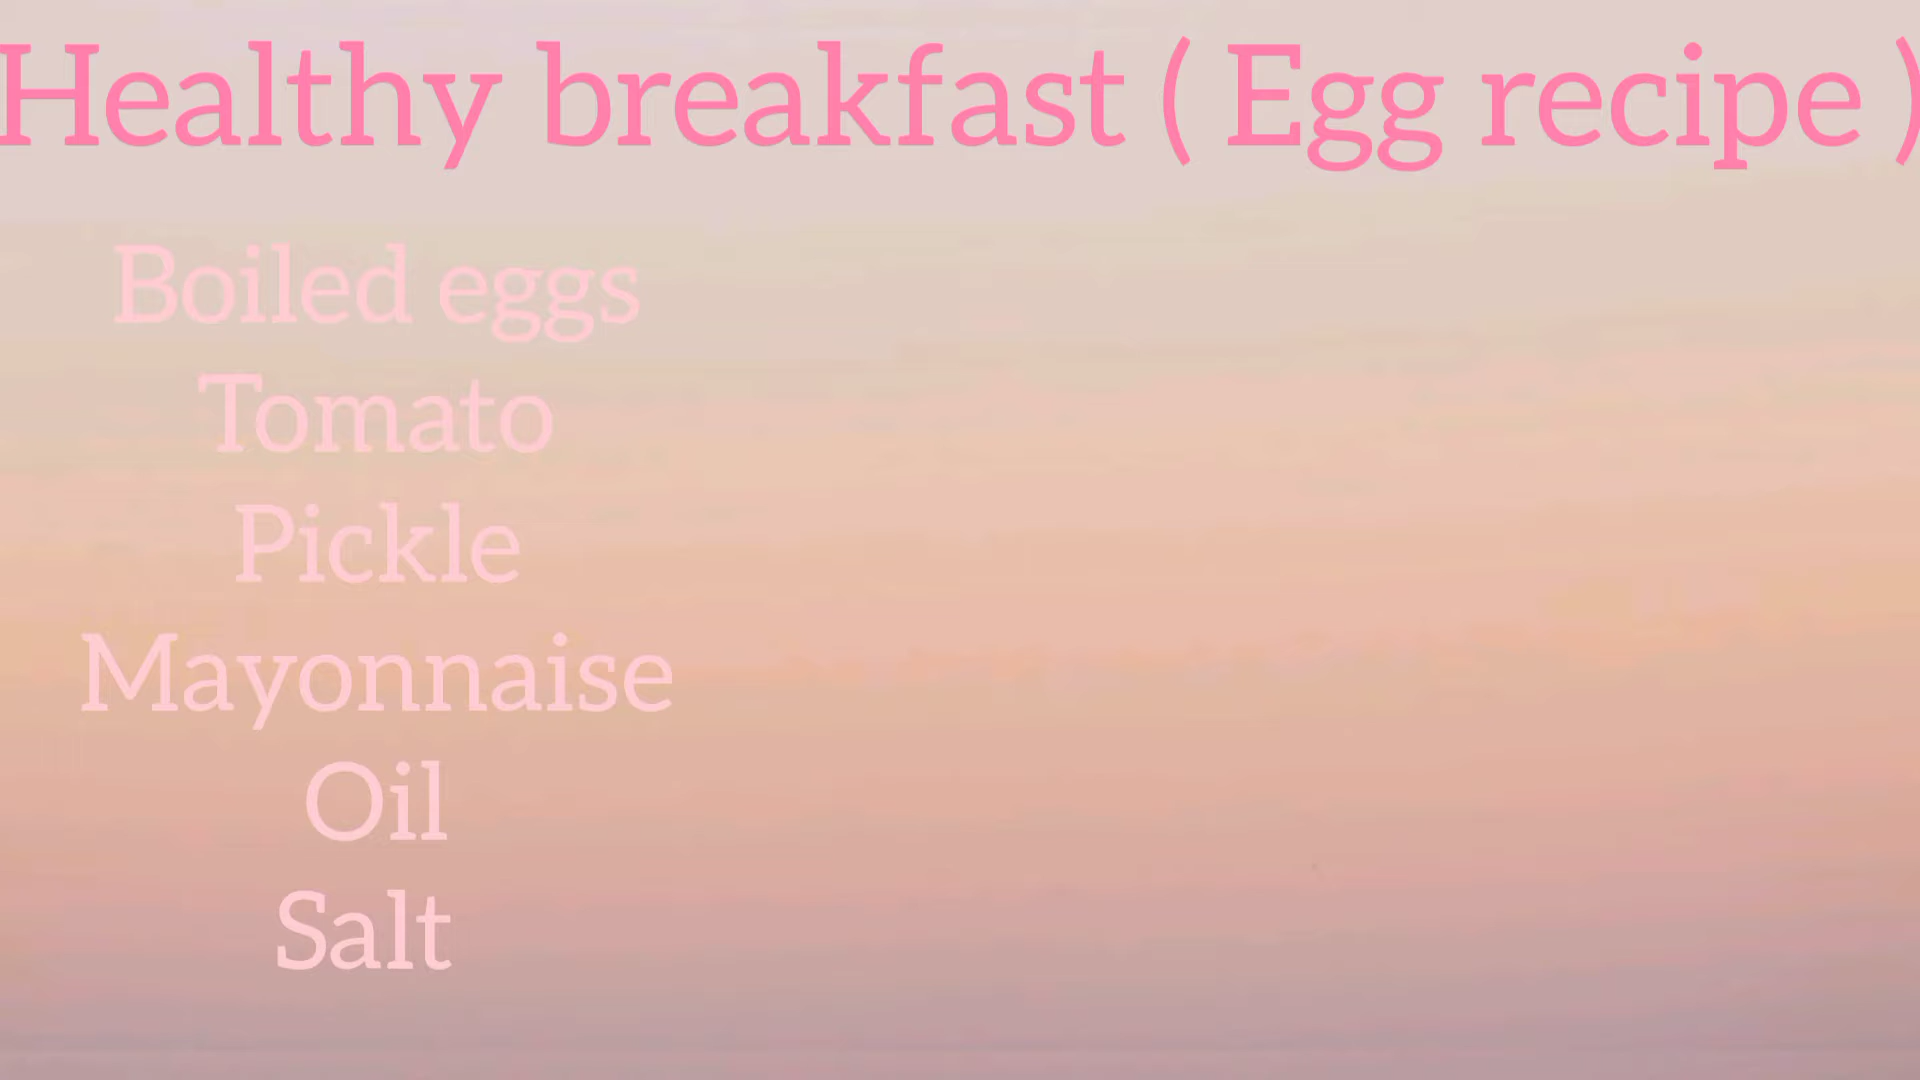 Healthy breakfast ( Egg recipe )
Boiled eggs
Tomato
Pickle
Mayonnaise
Oil
Salt